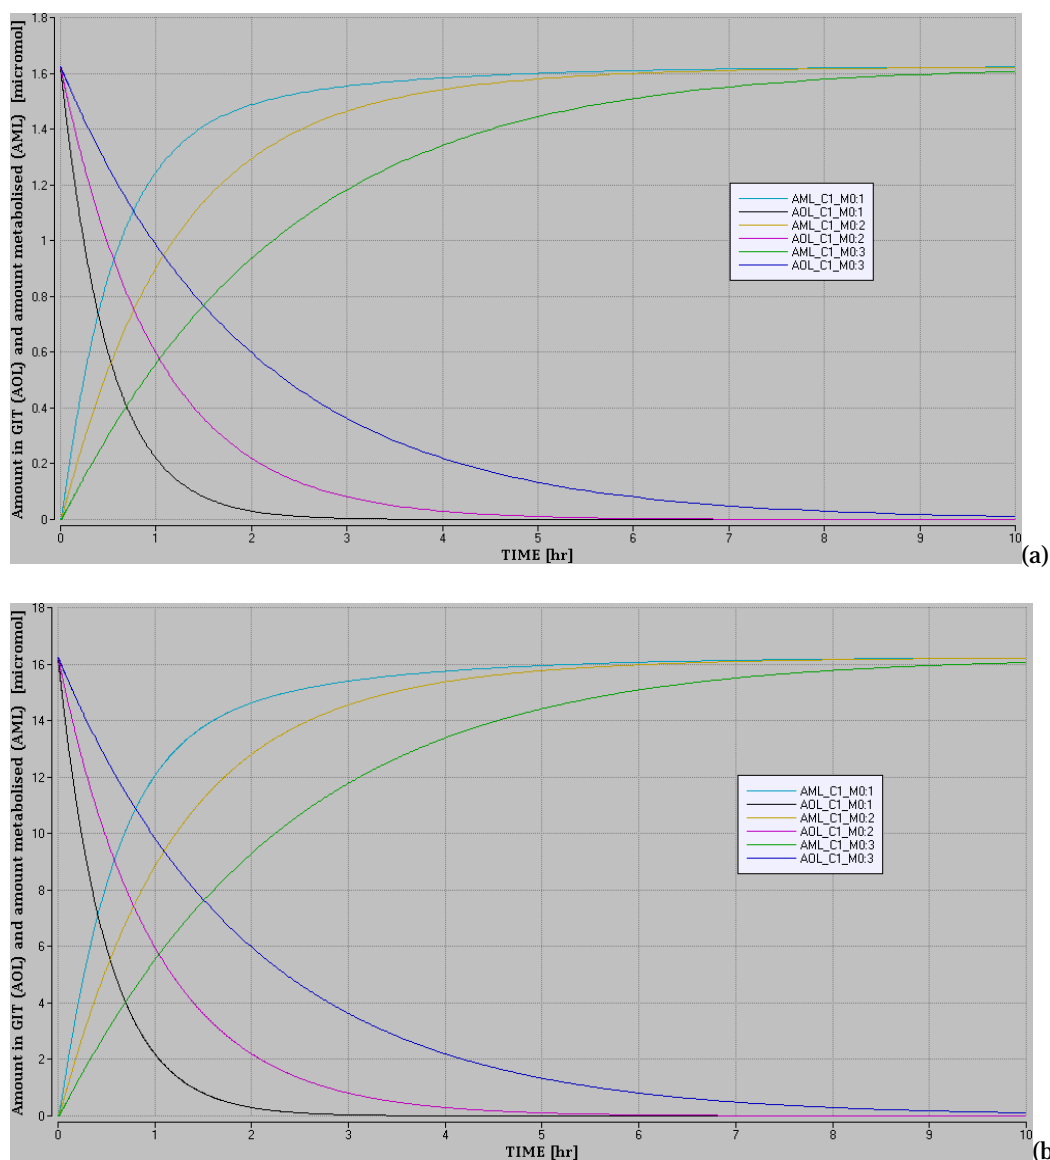 Amount in GIT (AOL) and amount metabolised (AML) [micromol]
1.8
1.6
1.4
1.2
1
0.8
0.6
0.4
0.2
0
AML_C1_M0:1
AOL_C1_M0:1
AML_C1_M0:2
AOL_C1_M0:2
AML_C1_M0:3
AOL_C1_M0:3
0 1 2 3 4 5 6 7 8 9 10
TIME [hr]
(a)
Amount in GIT (AOL) and amount metabolised (AML) [micromol]
18
16
14
12
10
8
6
4
2
0
AML_C1_M0:1
AOL_C1_M0:1
AML_C1_M0:2
AOL_C1_M0:2
AML_C1_M0:3
AOL_C1_M0:3
0 1 2 3 4 5 6 7 8 9 10
TIME [hr]
(b